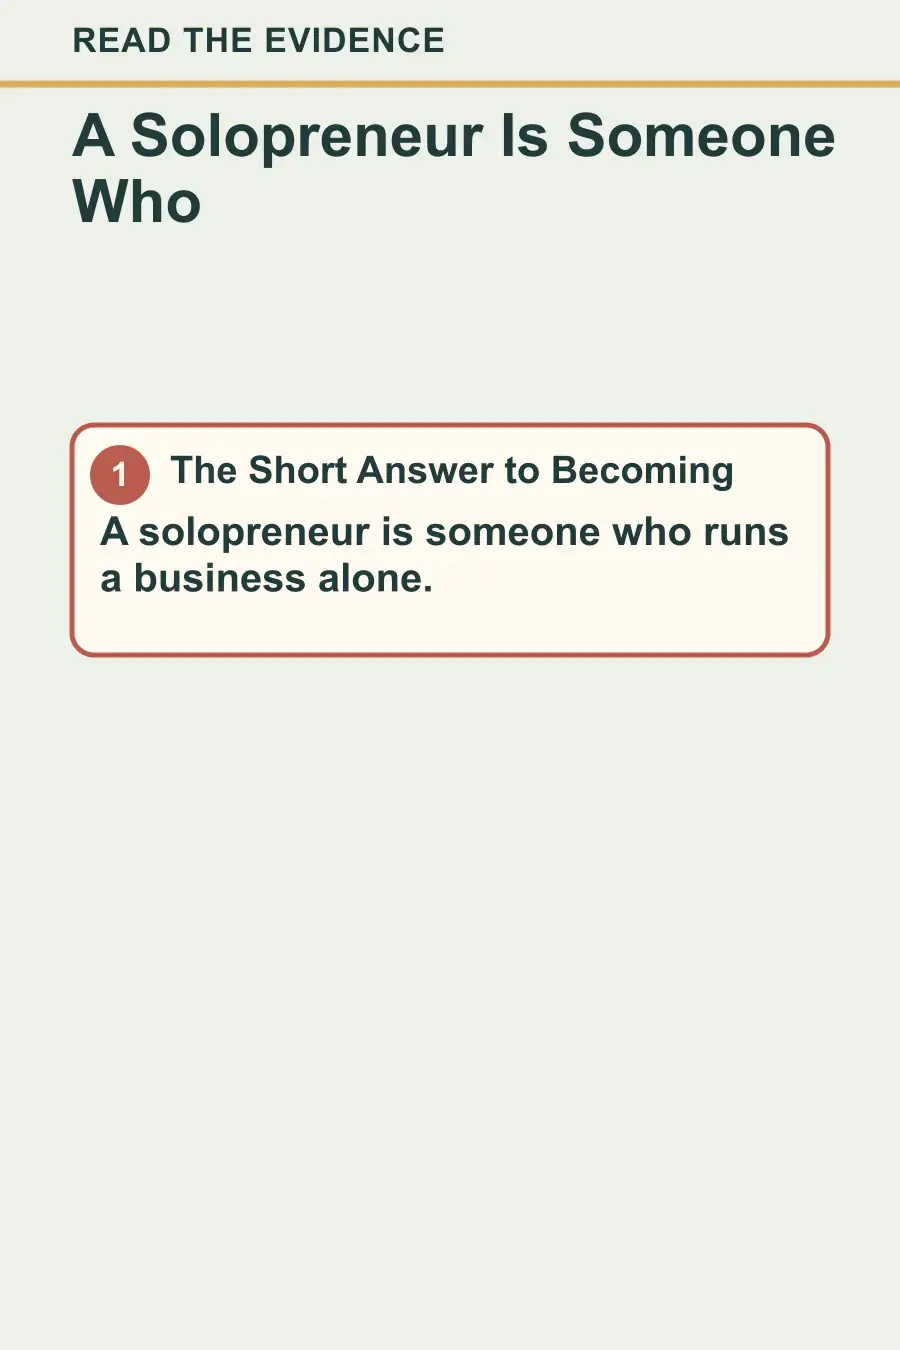 READ THE EVIDENCE
A Solopreneur Is Someone
Who
1 The Short Answer to Becoming
A solopreneur is someone who runs
a business alone.